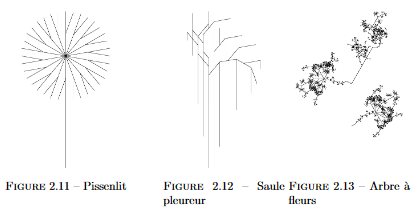 FIGURE 2.11 – Pissenlit
FIGURE 2.12 – Saule
pleureur
FIGURE 2.13 – Arbre à
fleurs